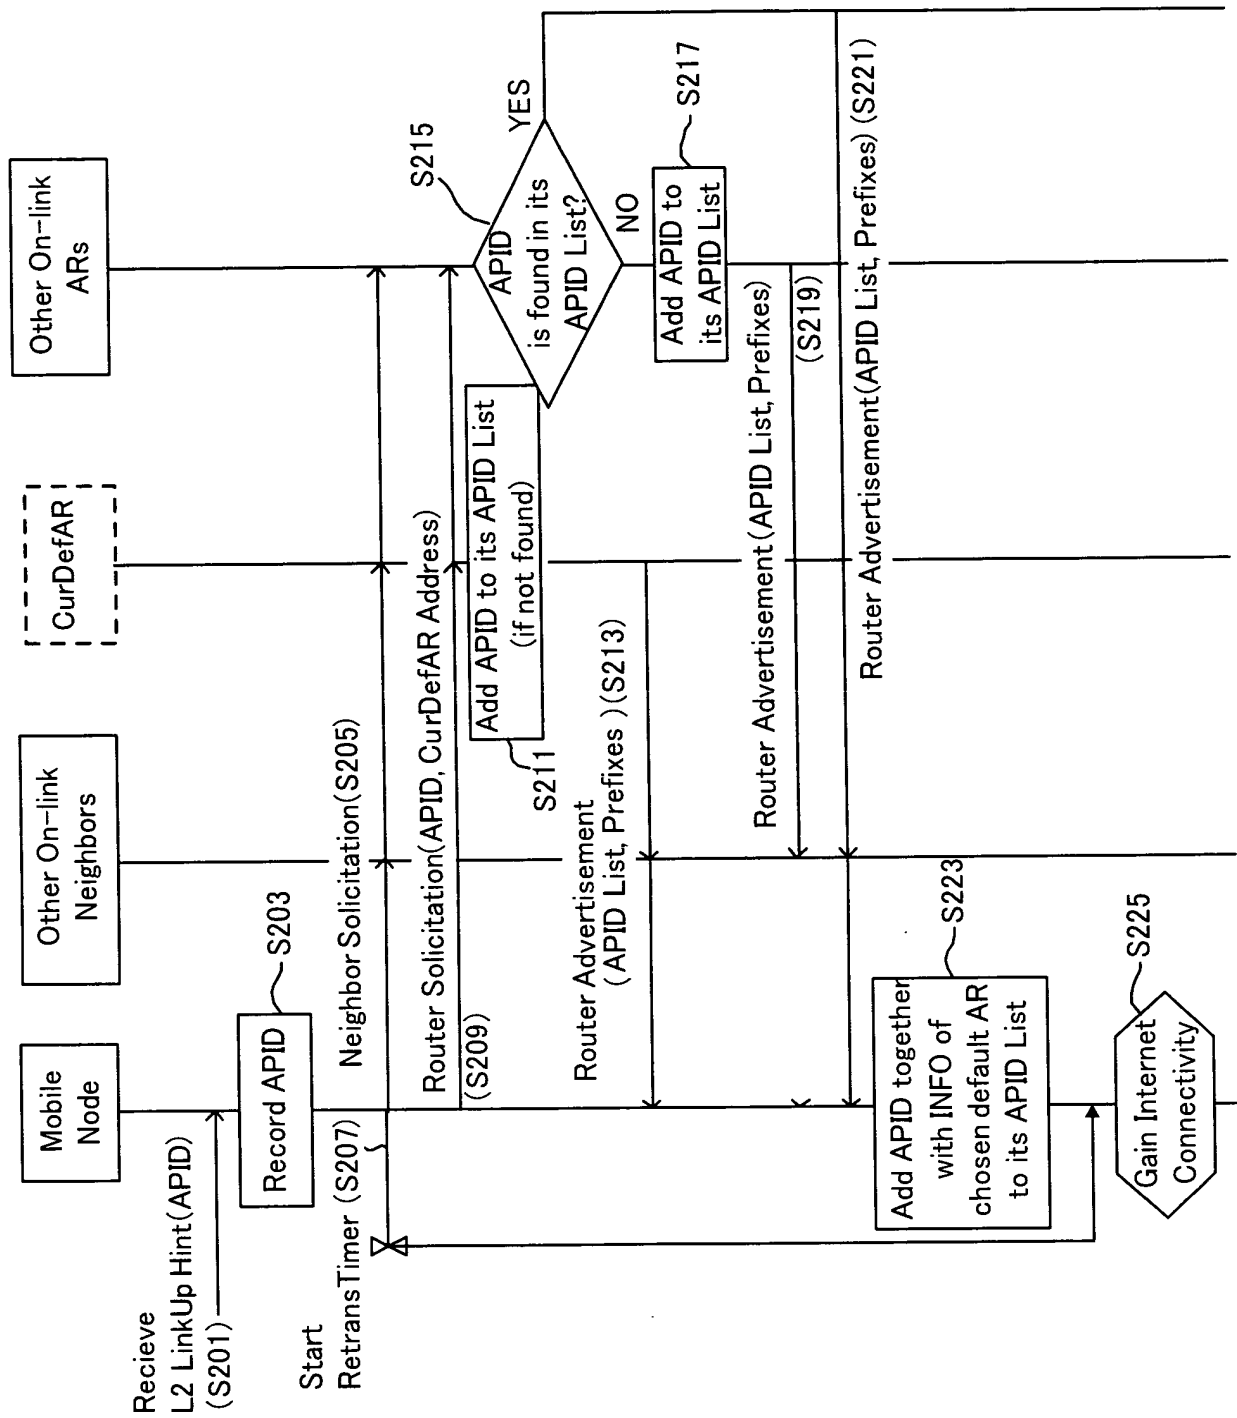 Mobile
Node
Other On-link
Neighbors
CurDefAR
Other On-link
ARs
Recieve
L2 LinkUp Hint(APID)
(S201)
Record APID
S203
Neighbor Solicitation(S205)
Start
RetransTimer (S207)
Router Solicitation(APID, CurDefAR Address)
(S209)
Add APID to its APID List
(if not found)
S211
APID
is found in its
APID List?
S215
YES
NO
Router Advertisement
(APID List, Prefixes )(S213)
Add APID to
its APID List
S217
Router Advertisement(APID List, Prefixes)
(S219)
Router Advertisement(APID List, Prefixes) (S221)
Add APID together
with INFO of
chosen default AR
to its APID List
S223
Gain Internet
Connectivity
S225